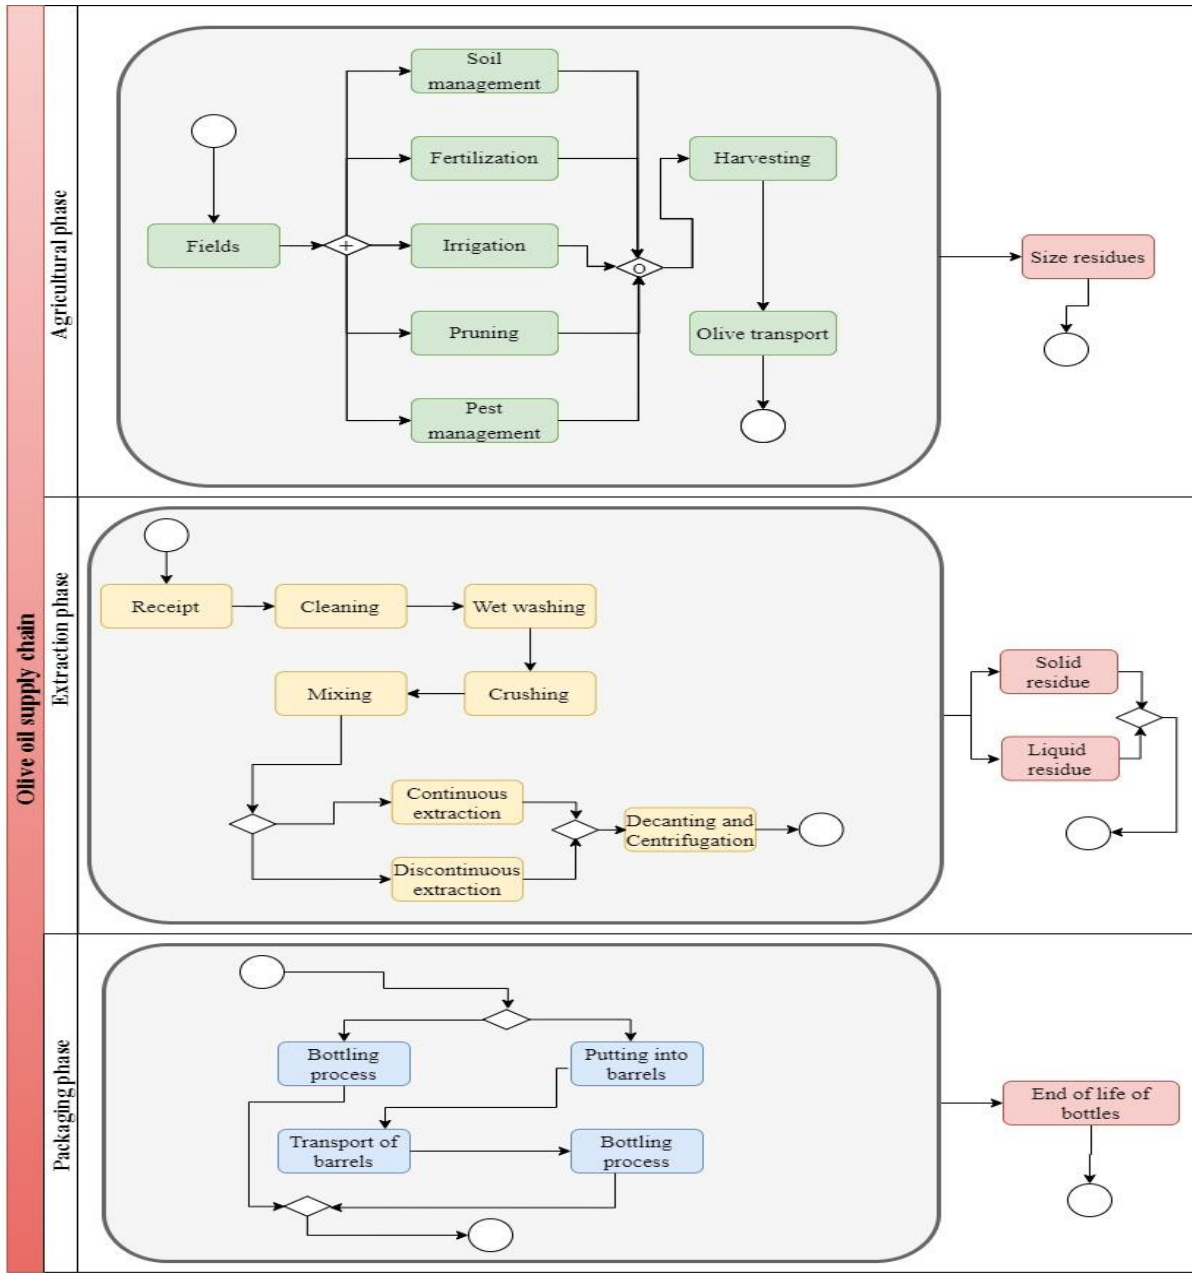 Olive oil supply chain
Agricultural phase
Soil
management
Fertilization
Harvesting
Fields
+
Irrigation
O
Size residues
Pruning
Olive transport
Pest
management
Extraction phase
Receipt
Cleaning
Wet washing
Mixing
Crushing
Solid
residue
Liquid
residue
Continuous
extraction
Decanting and
Centrifugation
Discontinuous
extraction
Packaging phase
Bottling
process
Putting into
barrels
Transport of
barrels
Bottling
process
End of life of
bottles